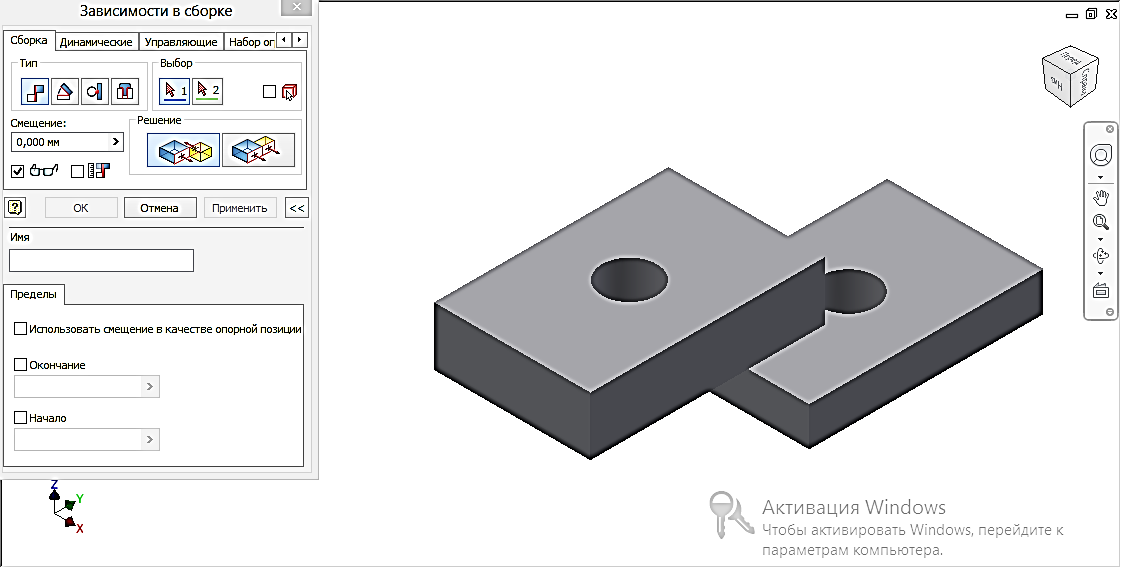 Зависимости в сборке
Сборка Динамические Управляющие Набор ог
Тип Выбор
1 2
Смещение: Решение
0,000 мм
ОК Отмена Применить <<
Имя
Пределы
Использовать смещение в качестве опорной позиции
Окончание
Начало
Z
Y
X
Активация Windows
Чтобы активировать Windows, перейдите к
параметрам компьютера.